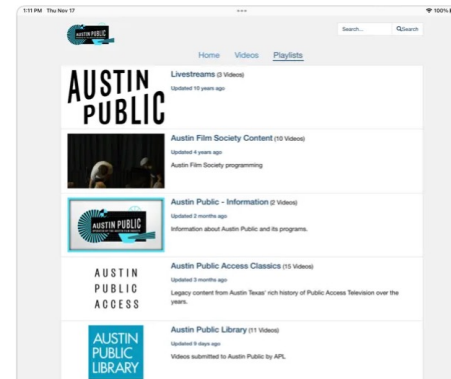 1:11 PM Thu Nov 17
100%
AUSTIN PUBLIC
Search...
Search
Home Videos Playlists
AUSTIN
PUBLIC
Livestreams (3 Videos)
Updated 10 years ago
Austin Film Society Content (10 Videos)
Updated 4 years ago
Austin Film Society programming
AUSTIN PUBLIC
Austin Public - Information (2 Videos)
Updated 2 months ago
Information about Austin Public and its programs.
AUSTIN
PUBLIC
ACCESS
Austin Public Access Classics (15 Videos)
Updated 3 months ago
Legacy content from Austin Texas' rich history of Public Access Television over the
years.
AUSTIN
PUBLIC
LIBRARY
Austin Public Library (11 Videos)
Updated 9 days ago
Videos submitted to Austin Public by APL